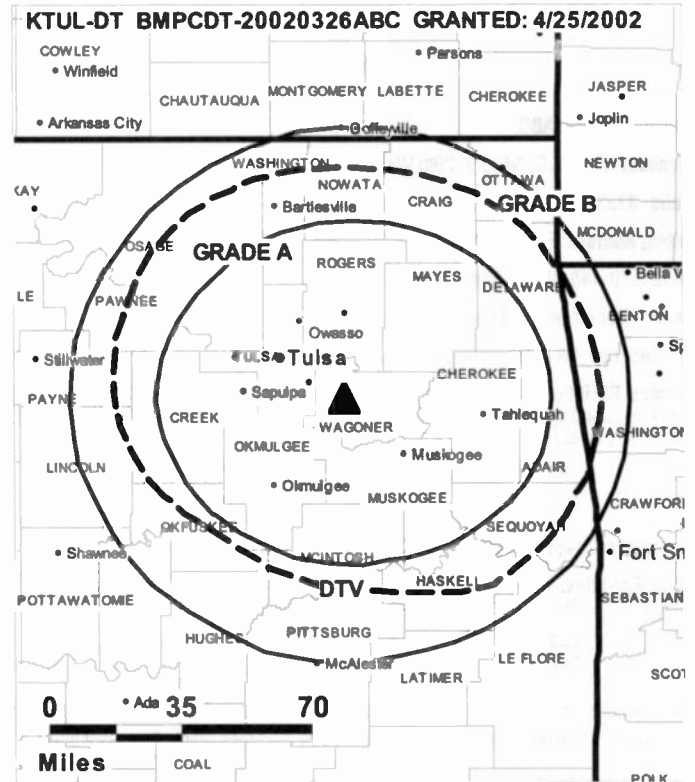 KTUL-DT BMPCDT-20020326ABC GRANTED: 4/25/2002
COWLEY
Parsons
Winfield
MONTGOMERY LABETTE
JASPER
CHAUTAUQUA
CHEROKEE
Arkansas City
Coffeyville
Joplin
WASHINGTON
NEWTON
NOWATA
OTTAWA
KAY
CRAIG
GRADE B
Bartlesville
MCDONALD
OSAGE
GRADE A
ROGERS
MAYES
Bella V
DELAWARE
LE
PAWNEE
BENTON
Owasso
Stillwater
TULSA
Tulsa
Sp
CHEROKEE
PAYNE
Sapulpa
CREEK
Tahlequah
WAGONER
WASHINGTON
OKMULGEE
Muskogee
LINCOLN
ADAIR
Okmulgee
MUSKOGEE
CRAWFORD
OKFUSKEE
SEQUOYAH
Shawnee
MCINTOSH
Fort Sm
HASKELL
DTV
POTTAWATOMIE
SEBASTIAN
HUGHES
PITTSBURG
McAlester
LE FLORE
LATIMER
SCOT
0 Ada 35 70
Miles
COAL
POLK